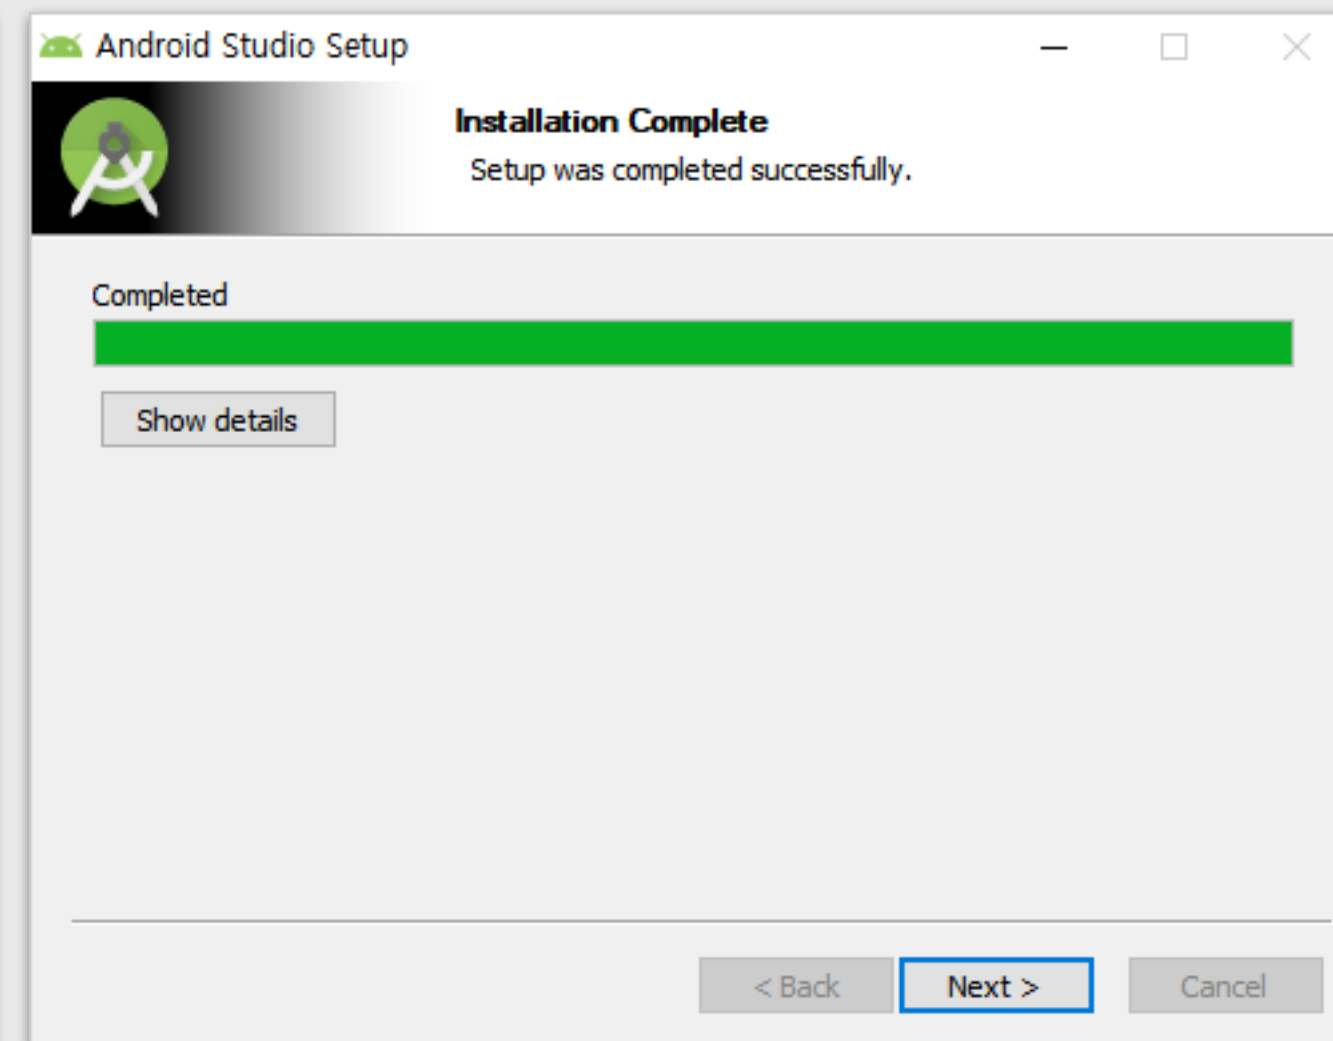 Android Studio Setup
Installation Complete
Setup was completed successfully.
Completed
Show details
< Back
Next >
Cancel